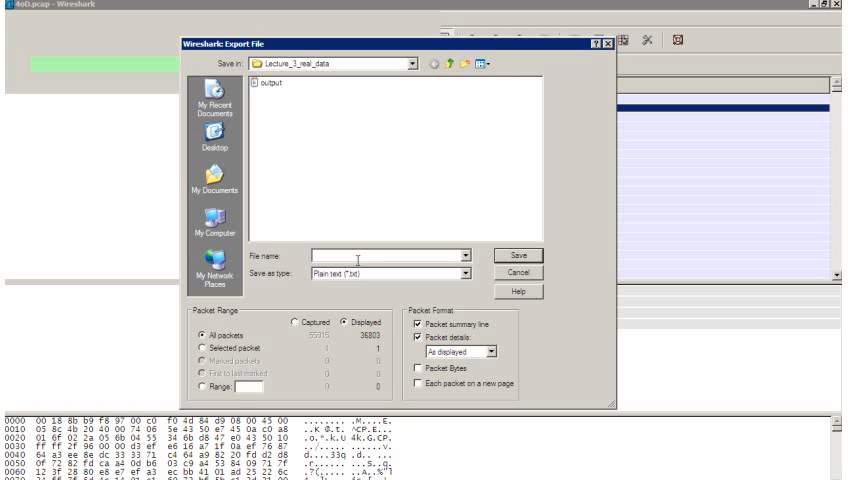 4oD.pcap - Wireshark
Wireshark: Export File
Save in: Lecture_3_real_data
output
My Recent
Documents
Desktop
My Documents
My Computer
My Network
Places
File name: Save
Save as type: Plain text (*.txt) Cancel
Help
Packet Range
Captured Displayed
All packets 55915 36803
Selected packet 1 1
Marked packets 0 0
First to last marked 0 0
Range: 0 0
Packet Format
Packet summary line
Packet details:
As displayed
Packet Bytes
Each packet on a new page
0000 00 18 8b b9 f8 97 00 c0 f0 4d 84 d9 08 00 45 00 ........ .M....E.
0010 05 8c 4b 20 40 00 74 06 5e 43 50 e7 45 0a c0 a8 ..K @.t. ^CP.E...
0020 01 6f 02 2a 05 6b 04 55 34 6b d8 47 e0 43 50 10 .o.*.k.U 4k.G.CP.
0030 ff ff 2f 96 00 00 d3 ef e6 16 a7 1f 0a ef 76 87 ../..... ......v.
0040 64 a3 ee 8e dc 33 33 71 c4 64 a9 82 20 fd d2 d8 d....33q .d.. ...
0050 0f 72 82 fd ca a4 0d b6 03 c9 a4 53 84 09 71 7f .r...... ...S..q.
0060 12 3f 28 80 e8 e7 ef a3 ec bb 41 01 ad 25 22 6c .?(..... ..A..%"l